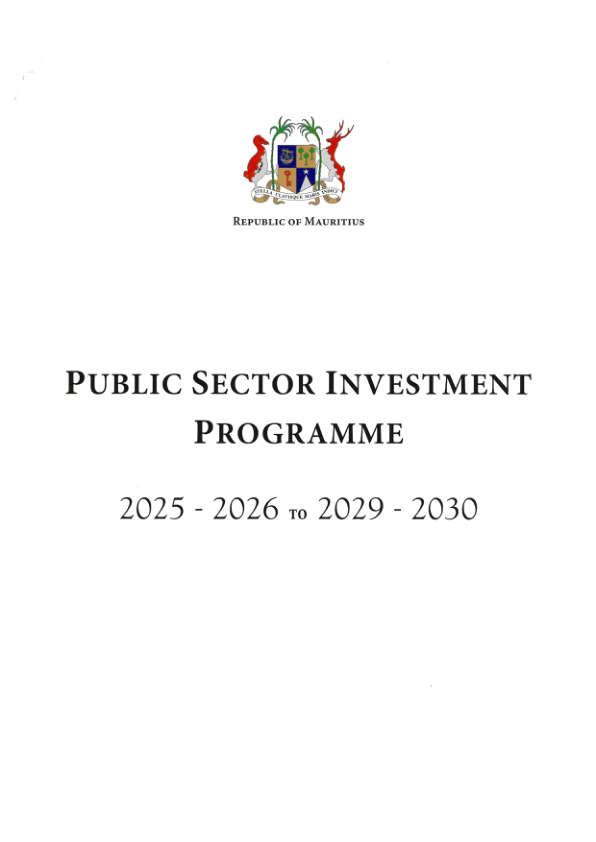 STELLA CLAVISQUE MARIS INDICI
REPUBLIC OF MAURITIUS
PUBLIC SECTOR INVESTMENT
PROGRAMME
2025 - 2026 TO 2029 - 2030